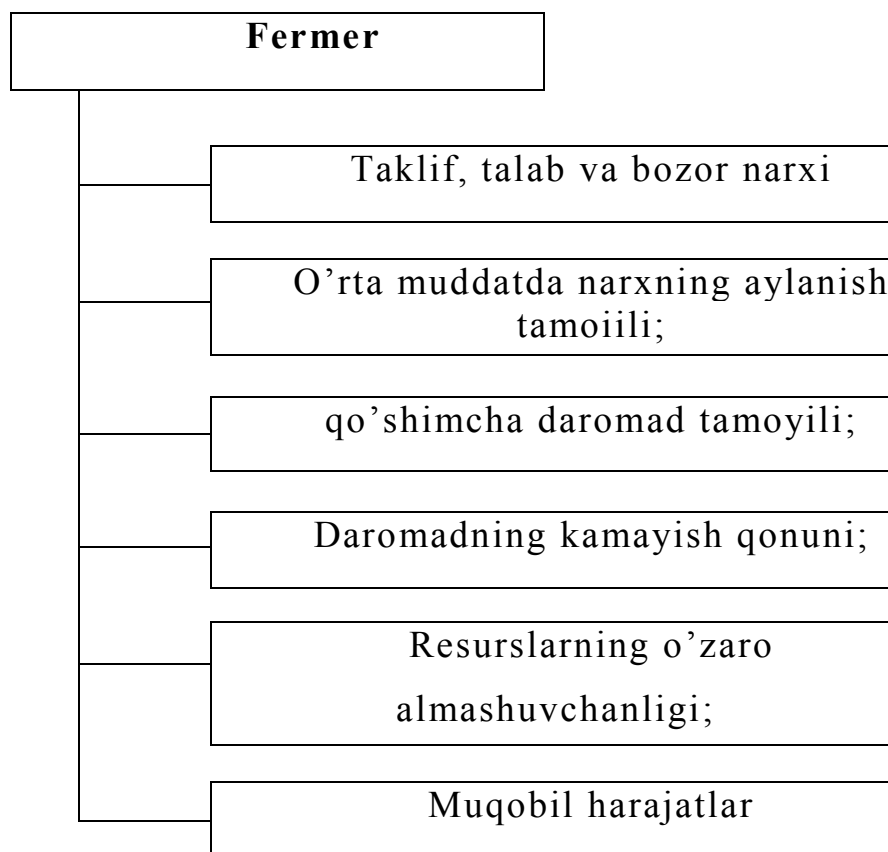 Fermer
Taklif, talab va bozor narxi
O’rta muddatda narxning aylanish
tamoiili;
qo’shimcha daromad tamoyili;
Daromadning kamayish qonuni;
Resurslarning o’zaro
almashuvchanligi;
Muqobil harajatlar